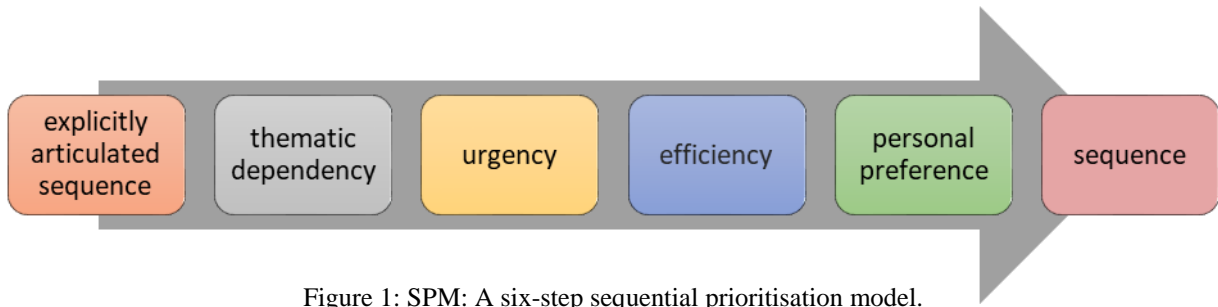 explicitly
articulated
sequence
thematic
dependency
urgency
efficiency
personal
preference
sequence
Figure 1: SPM: A six-step sequential prioritisation model.